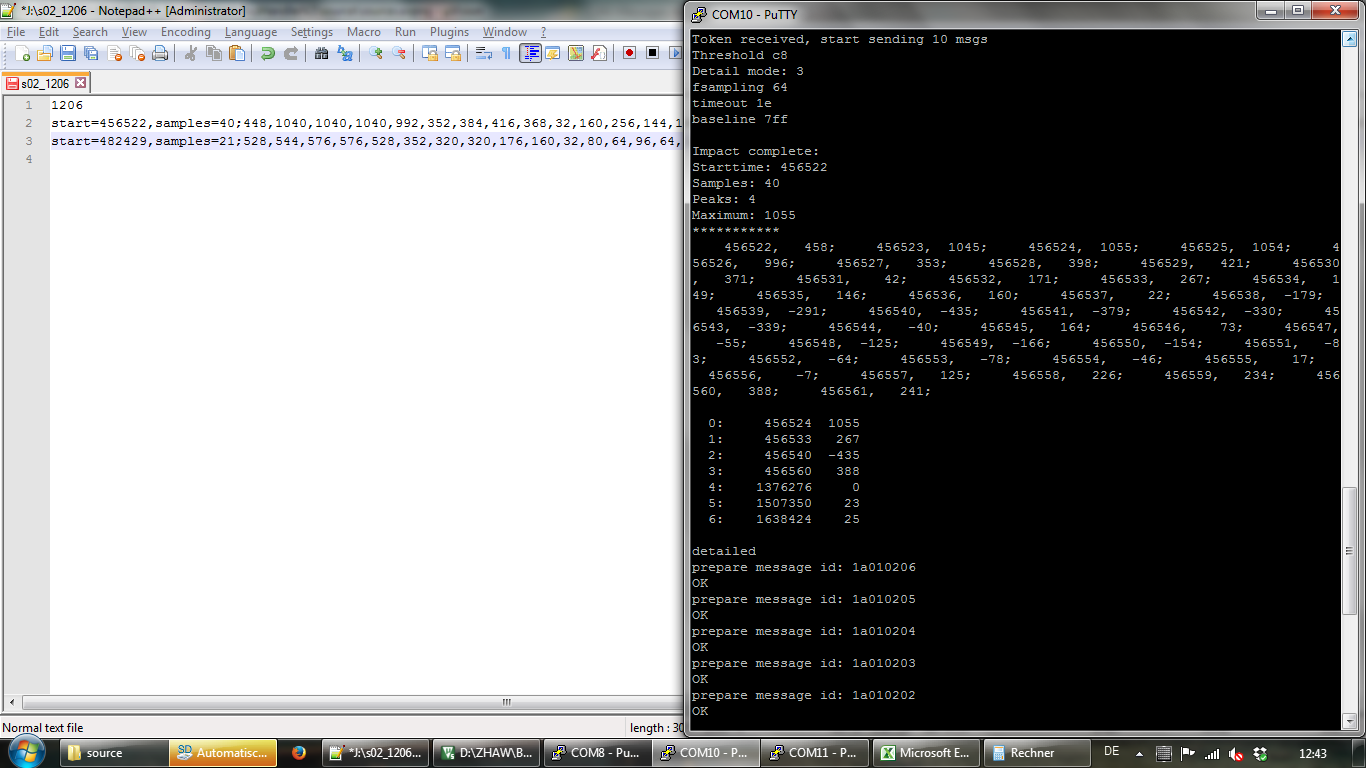 *J:\s02_1206 - Notepad++ [Administrator]
File Edit Search View Encoding Language Settings Macro Run Plugins Window ?
s02_1206
1 1206
2 start=456522,samples=40;448,1040,1040,1040,992,352,384,416,368,32,160,256,144,1
3 start=482429,samples=21;528,544,576,576,528,352,320,320,176,160,32,80,64,96,64,
4
Normal text file length : 30
COM10 - PuTTY
Token received, start sending 10 msgs
Threshold c8
Detail mode: 3
fsampling 64
timeout 1e
baseline 7ff
Impact complete:
Starttime: 456522
Samples: 40
Peaks: 4
Maximum: 1055
***********
456522, 458; 456523, 1045; 456524, 1055; 456525, 1054; 4
56526, 996; 456527, 353; 456528, 398; 456529, 421; 456530
, 371; 456531, 42; 456532, 171; 456533, 267; 456534, 1
49; 456535, 146; 456536, 160; 456537, 22; 456538, -179;
456539, -291; 456540, -435; 456541, -379; 456542, -330; 45
6543, -339; 456544, -40; 456545, 164; 456546, 73; 456547,
-55; 456548, -125; 456549, -166; 456550, -154; 456551, -8
3; 456552, -64; 456553, -78; 456554, -46; 456555, 17;
456556, -7; 456557, 125; 456558, 226; 456559, 234; 456
560, 388; 456561, 241;
0: 456524 1055
1: 456533 267
2: 456540 -435
3: 456560 388
4: 1376276 0
5: 1507350 23
6: 1638424 25
detailed
prepare message id: 1a010206
OK
prepare message id: 1a010205
OK
prepare message id: 1a010204
OK
prepare message id: 1a010203
OK
prepare message id: 1a010202
OK
source SD Automatisc... *J:\s02_1206... D:\ZHAW\B... COM8 - Pu... COM10 - P... COM11 - P... Microsoft E... Rechner DE 12:43